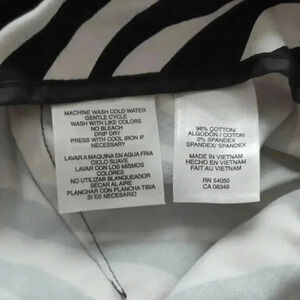 MACHINE WASH COLD WATER
GENTLE CYCLE
WASH WITH LIKE COLORS
NO BLEACH
DRIP DRY
PRESS WITH COOL IRON IF
NECESSARY
LAVAR A MAQUINA EN AGUA FRIA
CICLO SUAVE
LAVAR CON LOS MISMOS
COLORES
NO UTILIZAR BLANQUEADOR
SECAR AL AIRE
PLANCHAR CON PLANCHA TIBIA
SI ES NECESARIO
98% COTTON/
ALGODÓN / COTON
2% SPANDEX/
SPANDEX/ SPANDEX
MADE IN VIETNAM
HECHO EN VIETNAM
FAIT AU VIETNAM
RN 54050
CA 08349